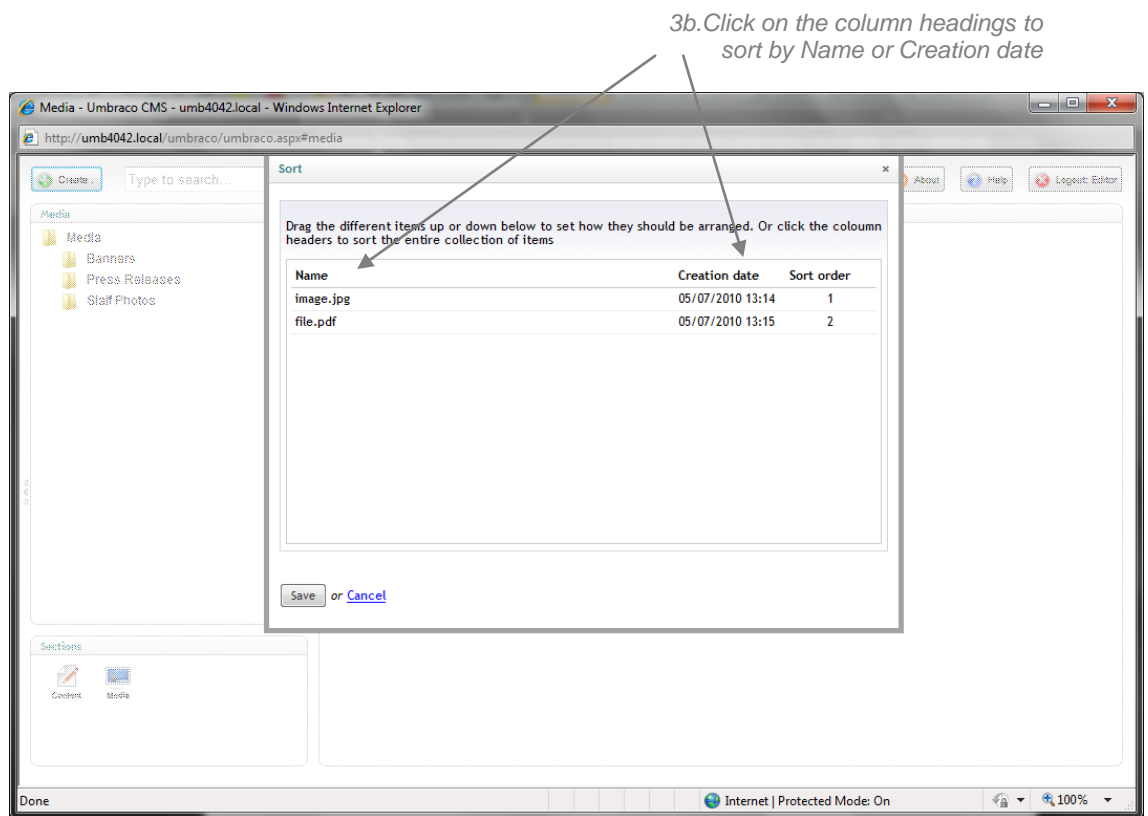 3b.Click on the column headings to
sort by Name or Creation date
Media - Umbraco CMS - umb4042.local - Windows Internet Explorer
http://umb4042.local/umbraco/umbraco.aspx#media
Create .
Type to search...
Sort
×
About
Help
Logout: Editor
Media
Media
Banners
Press Releases
Staff Photos
Drag the different items up or down below to set how they should be arranged. Or click the coloumn
headers to sort the entire collection of items
Name Creation date Sort order
image.jpg 05/07/2010 13:14 1
file.pdf 05/07/2010 13:15 2
Save or Cancel
Sections
Content Media
Done
Internet | Protected Mode: On
100%